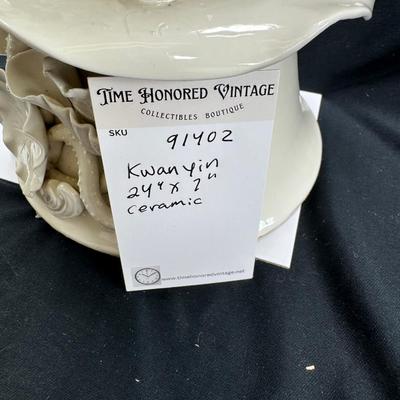 TIME HONORED VINTAGE
COLLECTIBLES BOUTIQUE
SKU 91402
Kwan yin
24" x 7"
ceramic
www.timehonoredvintage.net